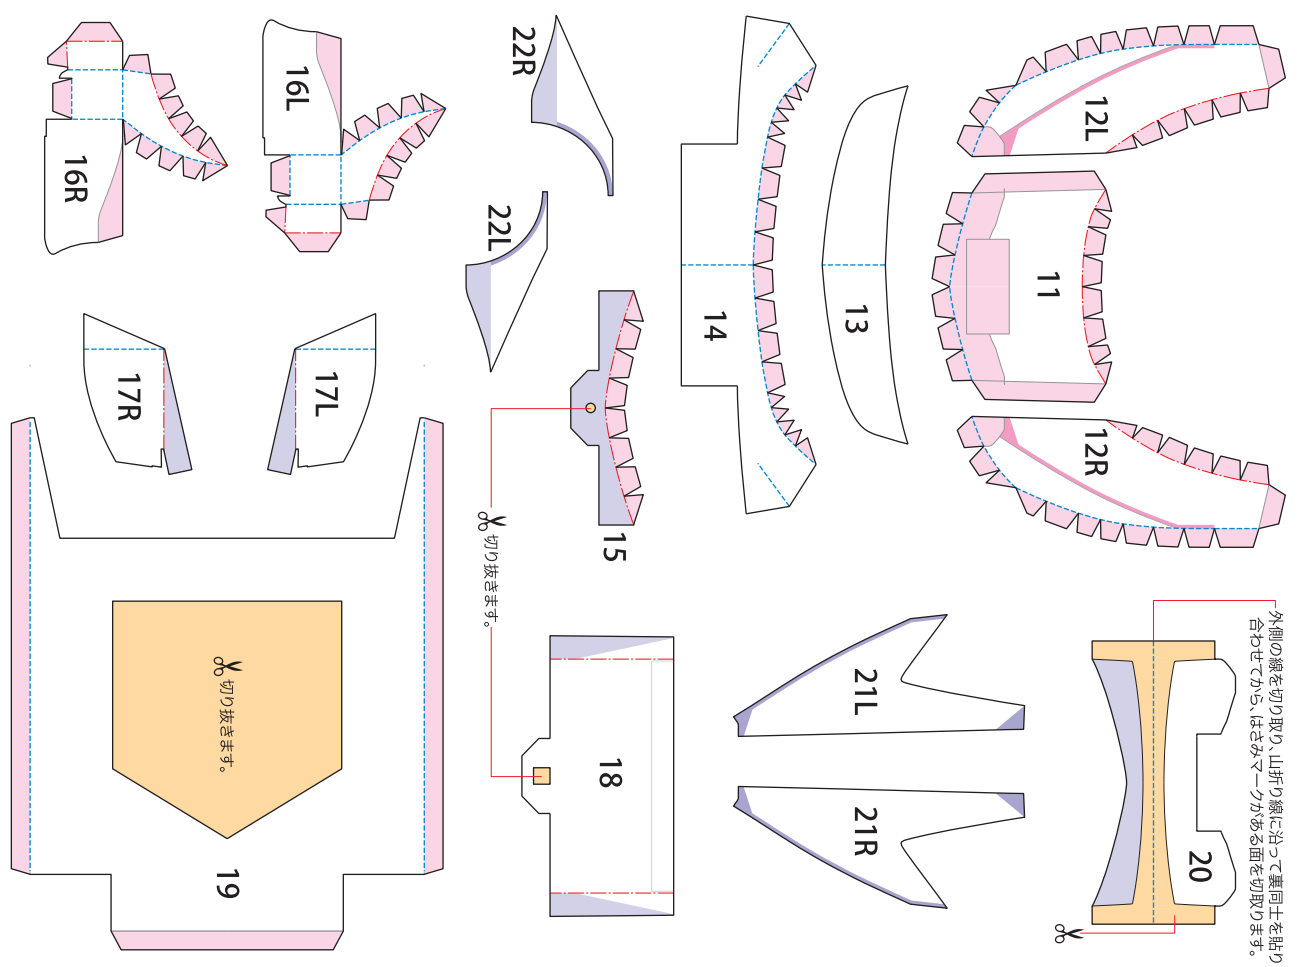 16R
16L
22R
22L
14
13
12L
11
12R
17R
17L
15
切り抜きます。
切り抜きます。
18
19
21L
21R
20
外側の線を切り取り、山折り線に沿って裏同士を貼り
合わせてから、はさみマークがある面を切取ります。